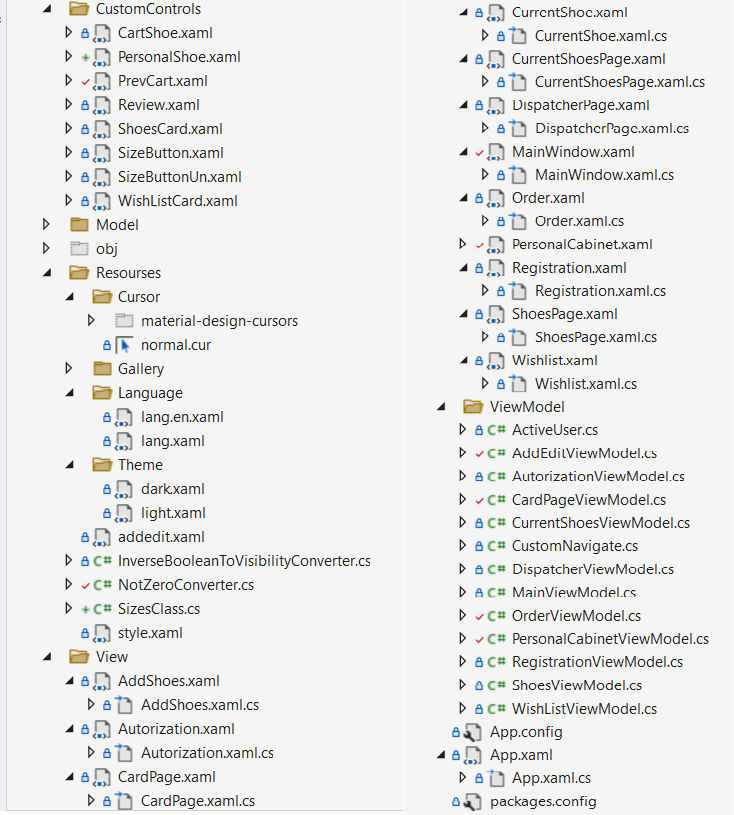 CustomControls
CartShoe.xaml
PersonalShoe.xaml
PrevCart.xaml
Review.xaml
ShoesCard.xaml
SizeButton.xaml
SizeButtonUn.xaml
WishListCard.xaml
Model
obj
Resourses
Cursor
material-design-cursors
normal.cur
Gallery
Language
lang.en.xaml
lang.xaml
Theme
dark.xaml
light.xaml
addedit.xaml
C# InverseBooleanToVisibilityConverter.cs
C# NotZeroConverter.cs
C# SizesClass.cs
style.xaml
View
AddShoes.xaml
AddShoes.xaml.cs
Autorization.xaml
Autorization.xaml.cs
CardPage.xaml
CardPage.xaml.cs
CurrentShoe.xaml
CurrentShoe.xaml.cs
CurrentShoesPage.xaml
CurrentShoesPage.xaml.cs
DispatcherPage.xaml
DispatcherPage.xaml.cs
MainWindow.xaml
MainWindow.xaml.cs
Order.xaml
Order.xaml.cs
PersonalCabinet.xaml
Registration.xaml
Registration.xaml.cs
ShoesPage.xaml
ShoesPage.xaml.cs
Wishlist.xaml
Wishlist.xaml.cs
ViewModel
C# ActiveUser.cs
C# AddEditViewModel.cs
C# AutorizationViewModel.cs
C# CardPageViewModel.cs
C# CurrentShoesViewModel.cs
C# CustomNavigate.cs
C# DispatcherViewModel.cs
C# MainViewModel.cs
C# OrderViewModel.cs
C# PersonalCabinetViewModel.cs
C# RegistrationViewModel.cs
C# ShoesViewModel.cs
C# WishListViewModel.cs
App.config
App.xaml
App.xaml.cs
packages.config